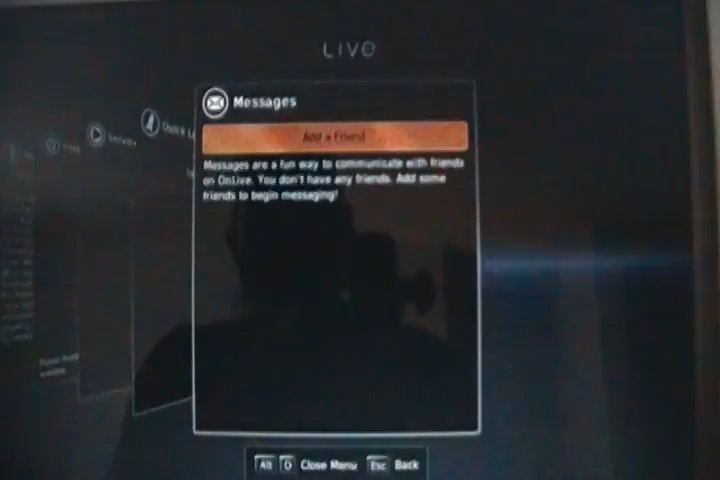 LIVE
Messages
Add a Friend
Messages are a fun way to communicate with friends
on OnLive. You don't have any friends. Add some
friends to begin messaging!
Alt O Close Menu Esc Back